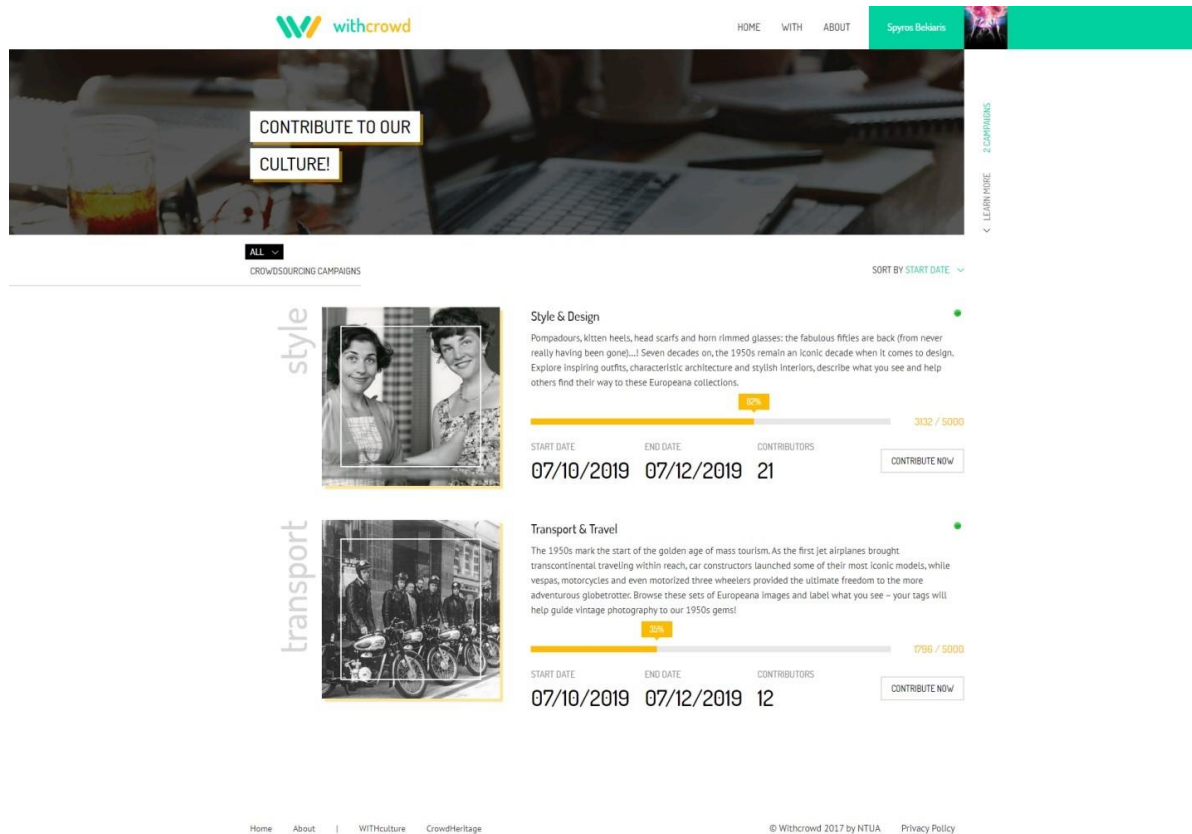 withcrowd
HOME WITH ABOUT Spyros Bekiaris
CONTRIBUTE TO OUR
CULTURE!
2 CAMPAIGNS
LEARN MORE
ALL
CROWDSOURCING CAMPAIGNS
SORT BY START DATE
style
Style & Design
Pompadours, kitten heels, head scarfs and horn rimmed glasses: the fabulous fifties are back (from never
really having been gone)...! Seven decades on, the 1950s remain an iconic decade when it comes to design.
Explore inspiring outfits, characteristic architecture and stylish interiors, describe what you see and help
others find their way to these Europeana collections.
62%
3132 / 5000
START DATE END DATE CONTRIBUTORS
07/10/2019 07/12/2019 21
CONTRIBUTE NOW
transport
Transport & Travel
The 1950s mark the start of the golden age of mass tourism. As the first jet airplanes brought
transcontinental traveling within reach, car constructors launched some of their most iconic models, while
vespas, motorcycles and even motorized three wheelers provided the ultimate freedom to the more
adventurous globetrotter. Browse these sets of Europeana images and label what you see – your tags will
help guide vintage photography to our 1950s gems!
35%
1796 / 5000
START DATE END DATE CONTRIBUTORS
07/10/2019 07/12/2019 12
CONTRIBUTE NOW
Home About | WITHculture CrowdHeritage
© Withcrowd 2017 by NTUA Privacy Policy